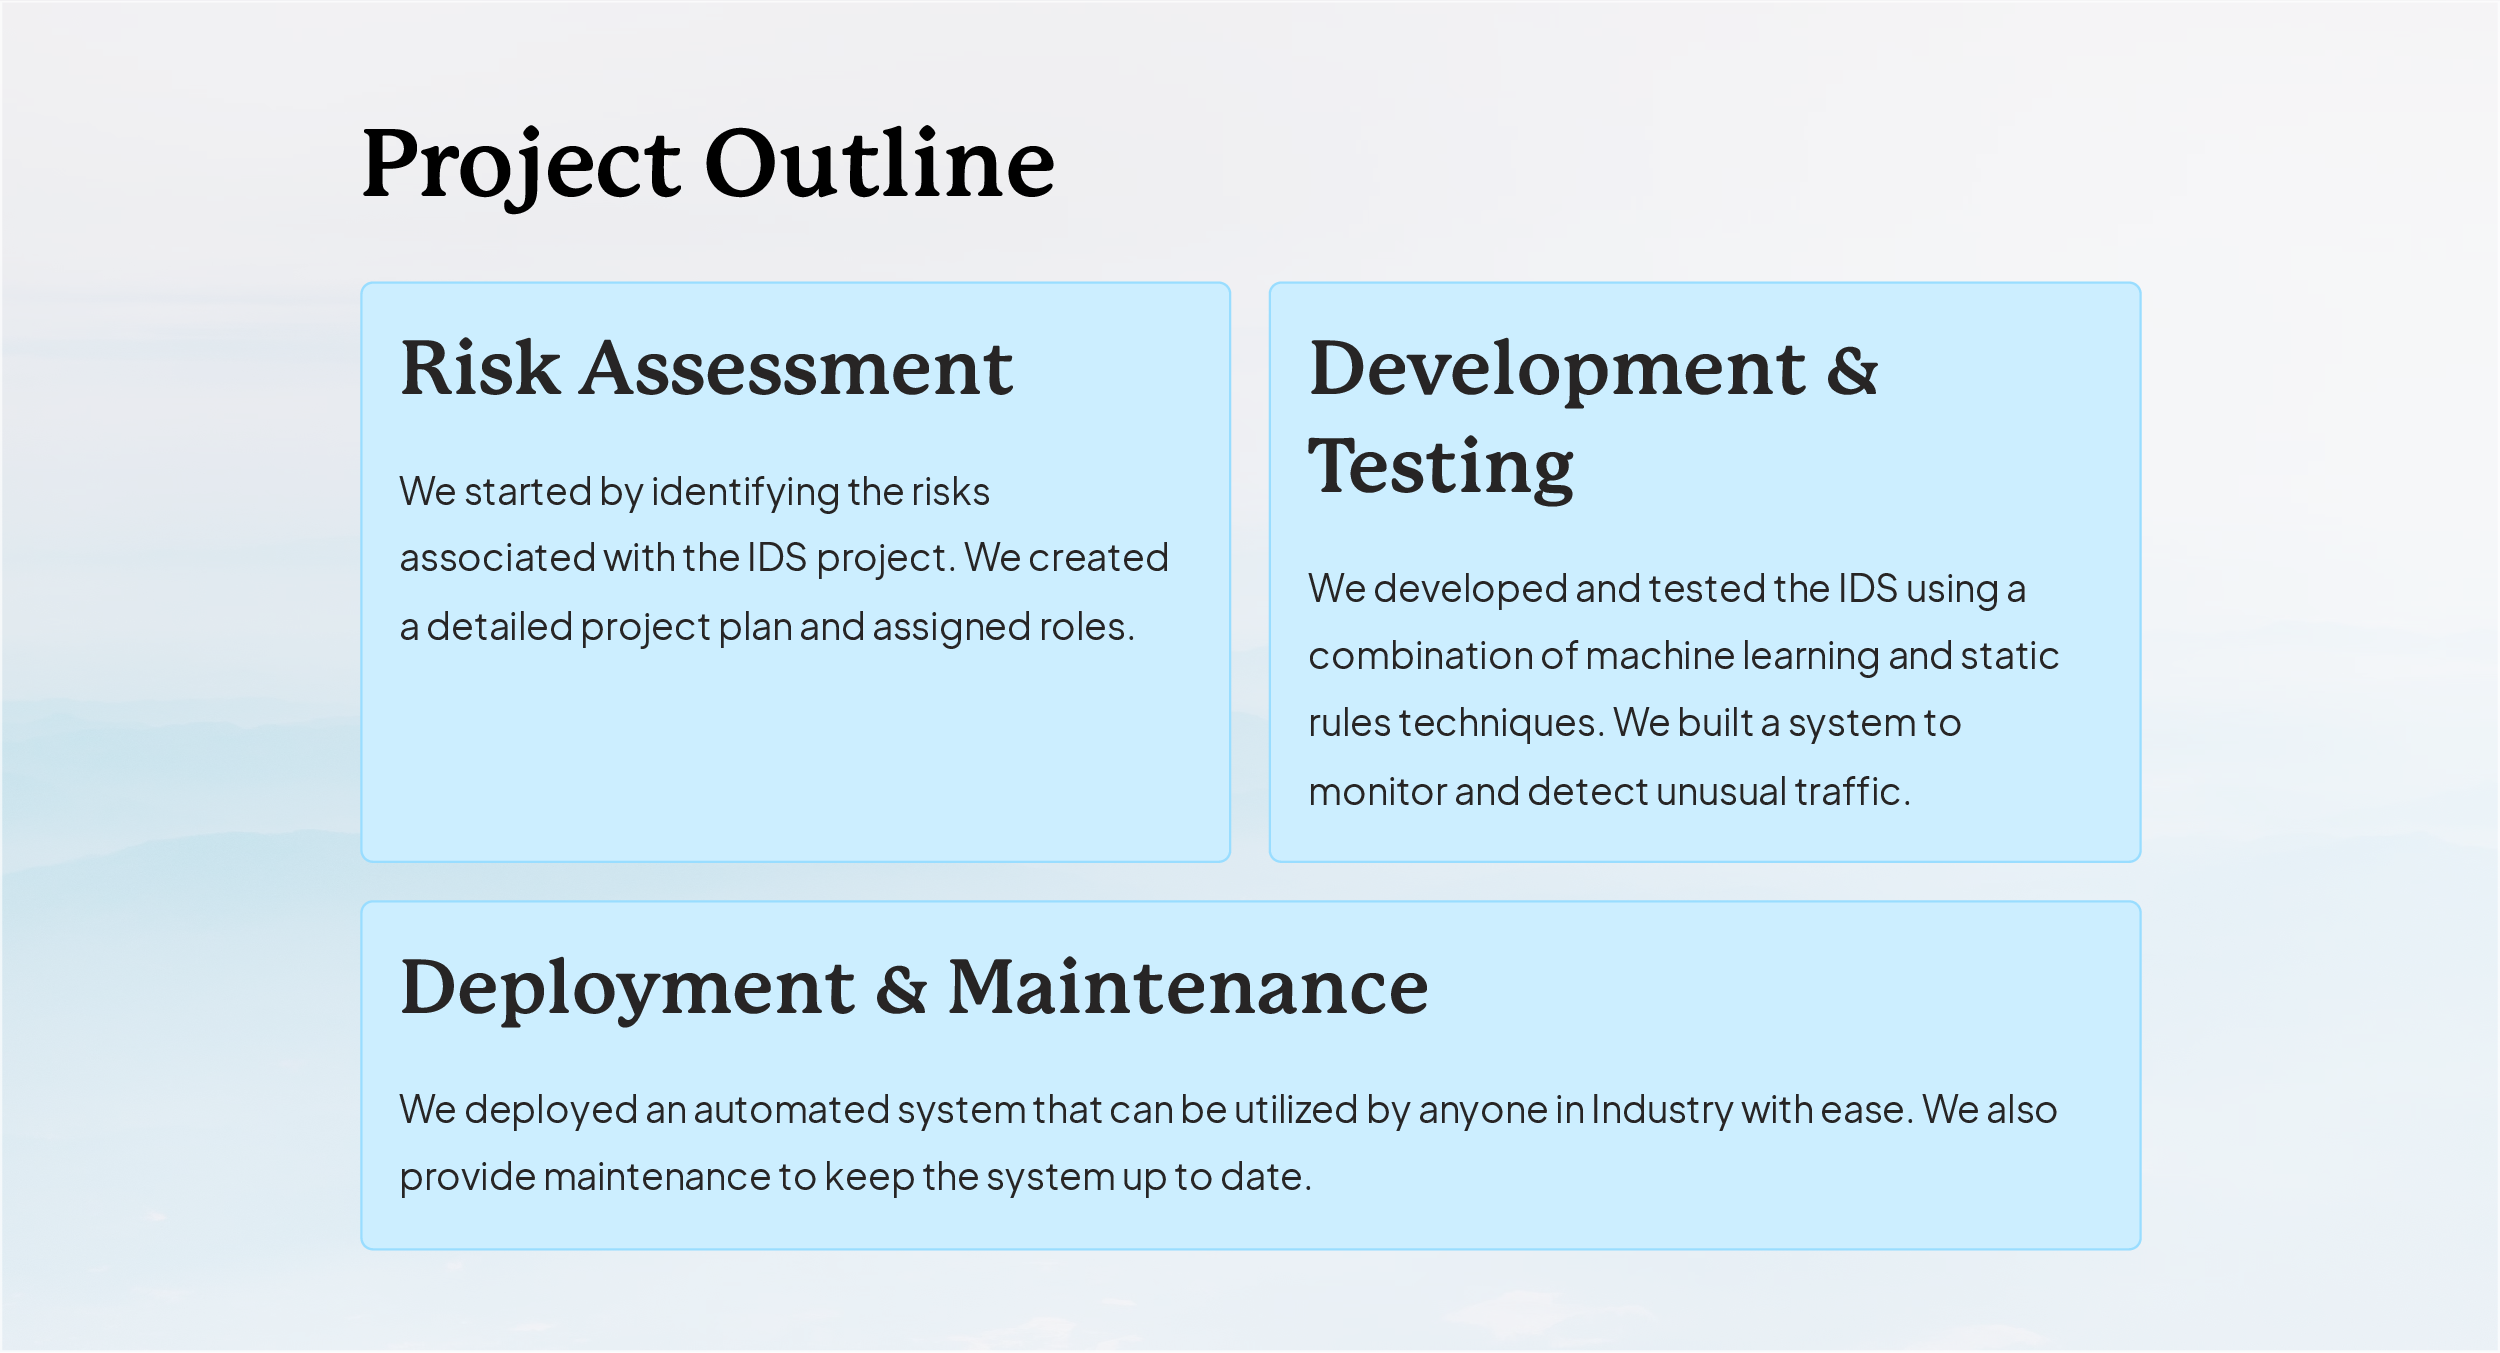 Project Outline
Risk Assessment
We started by identifying the risks
associated with the IDS project. We created
a detailed project plan and assigned roles.
Development &
Testing
We developed and tested the IDS using a
combination of machine learning and static
rules techniques. We built a system to
monitor and detect unusual traffic.
Deployment & Maintenance
We deployed an automated system that can be utilized by anyone in Industry with ease. We also
provide maintenance to keep the system up to date.